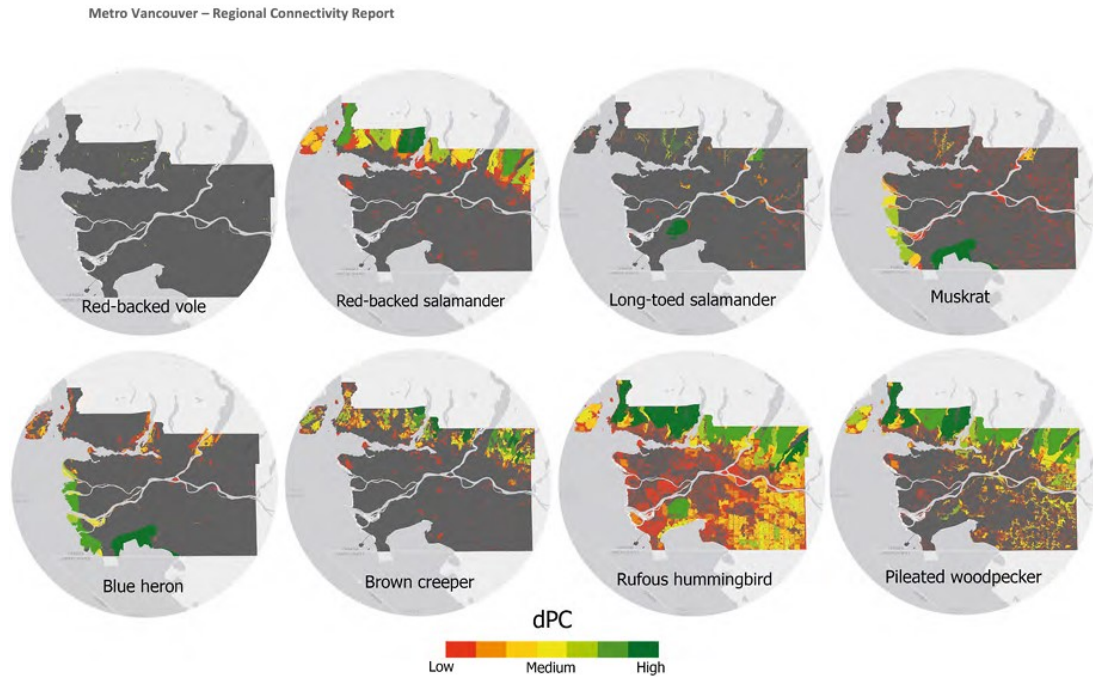 Metro Vancouver – Regional Connectivity Report
Red-backed vole
Red-backed salamander
Long-toed salamander
Muskrat
Blue heron
Brown creeper
Rufous hummingbird
Pileated woodpecker
dPC
Low Medium High